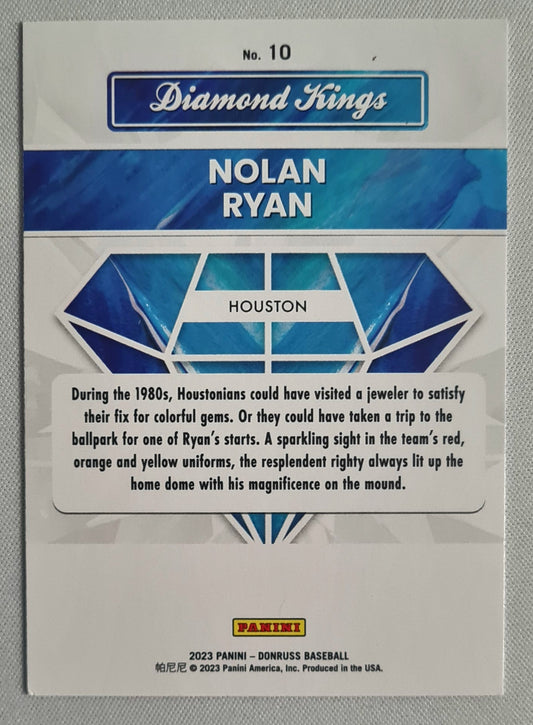 No. 10
Diamond Kings
NOLAN
RYAN
HOUSTON
During the 1980s, Houstonians could have visited a jeweler to satisfy
their fix for colorful gems. Or they could have taken a trip to the
ballpark for one of Ryan's starts. A sparkling sight in the team's red,
orange and yellow uniforms, the resplendent righty always lit up the
home dome with his magnificence on the mound.
PANINI
2023 PANINI – DONRUSS BASEBALL
帕尼尼 © 2023 Panini America, Inc. Produced in the USA.